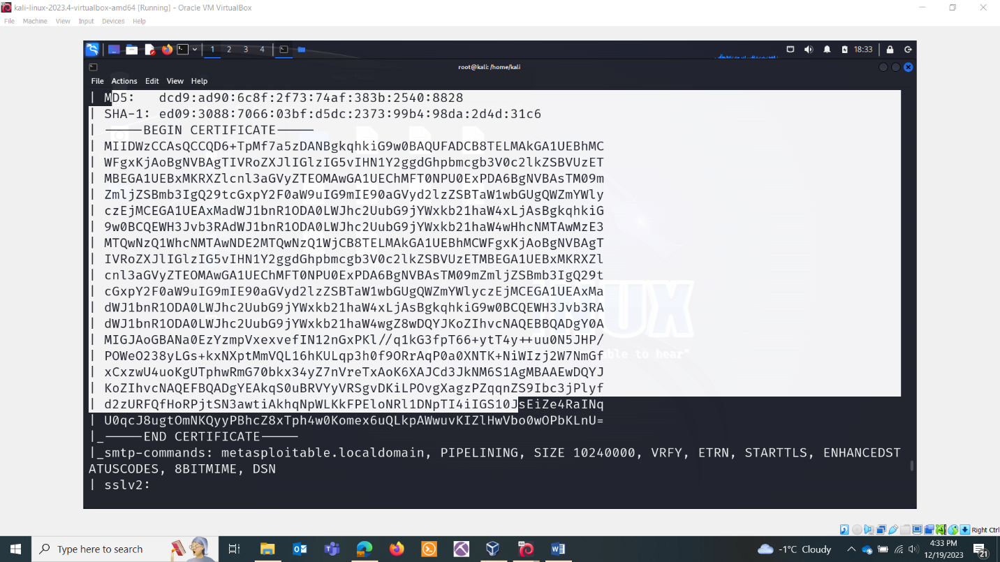 kali-linux-2023.4-virtualbox-amd64 [Running] - Oracle VM VirtualBox
File Machine View Input Devices Help
1 2 3 4 18:33
root@kali: /home/kali
File Actions Edit View Help
| MD5: dcd9:ad90:6c8f:2f73:74af:383b:2540:8828
| SHA-1: ed09:3088:7066:03bf:d5dc:2373:99b4:98da:2d4d:31c6
| -----BEGIN CERTIFICATE-----
| MIIDWzCCAsQCCQD6+TpMf7a5zDANBgkqhkiG9w0BAQUFADCB8TELMAkGA1UEBhMC
| WFgxKjAoBgNVBAgTIVRoZXJlIGlzIG5vIHN1Y2ggdGhpbmcgb3V0c2lkZSBVUzET
| MBEGA1UEBxMKRXZlcnl3aGVyZTEOMAwGA1UEChMFT0NPU0ExPDA6BgNVBAsTM09m
| ZmljZSBmb3IgQ29tcGxpY2F0aW9uIG9mIE90aGVyd2lzZSBTaW1wbGUgQWZmYWly
| czEjMCEGA1UEAxMadWJ1bnR1ODA0LWJhc2UubG9jYWxkb21haW4xLjAsBgkqhkiG
| 9w0BCQEWH3Jvb3RAdWJ1bnR1ODA0LWJhc2UubG9jYWxkb21haW4wHhcNMTAwMzE3
| MTQwNzQ1WhcNMTAwNDE2MTQwNzQ1WjCB8TELMAkGA1UEBhMCWFgxKjAoBgNVBAgT
| IVRoZXJlIGlzIG5vIHN1Y2ggdGhpbmcgb3V0c2lkZSBVUzETMBEGA1UEBxMKRXZl
| cnl3aGVyZTEOMAwGA1UEChMFT0NPU0ExPDA6BgNVBAsTM09mZmljZSBmb3IgQ29t
| cGxpY2F0aW9uIG9mIE90aGVyd2lzZSBTaW1wbGUgQWZmYWlyczEjMCEGA1UEAxMa
| dWJ1bnR1ODA0LWJhc2UubG9jYWxkb21haW4xLjAsBgkqhkiG9w0BCQEWH3Jvb3RA
| dWJ1bnR1ODA0LWJhc2UubG9jYWxkb21haW4wgZ8wDQYJKoZIhvcNAQEBBQADgY0A
| MIGJAoGBANa0EzYzmpVxexvefIN12nGxPKl//q1kG3fpT66+ytT4y++uu0N5JHP/
| POWeO238yLGs+kxNXptMmVQL16hKULqp3h0f9ORrAqP0a0XNTK+NiWIzj2W7NmGf
| xCxzwU4uoKgUTphwRmG70bkx34yZ7nVreTxAoK6XAJCd3JkNM6S1AgMBAAEwDQYJ
| KoZIhvcNAQEFBQADgYEAkqS0uBRVYyVRSgvDKiLPOvgXagzPZqqnZS9Ibc3jPlyf
| d2zURFQfHoRPjtSN3awtiAkhqNpWLKkFPEloNRl1DNpTI4iIGS10JsEiZe4RaINq
| U0qcJ8ugtOmNKQyyPBhcZ8xTph4w0Komex6uQLkpAWwuvKIZlHwVbo0wOPbKLnU=
|_-----END CERTIFICATE-----
|_smtp-commands: metasploitable.localdomain, PIPELINING, SIZE 10240000, VRFY, ETRN, STARTTLS, ENHANCEDST
ATUSCODES, 8BITMIME, DSN
| sslv2:
Right Ctrl
Type here to search
-1°C Cloudy
4:33 PM
12/19/2023
21